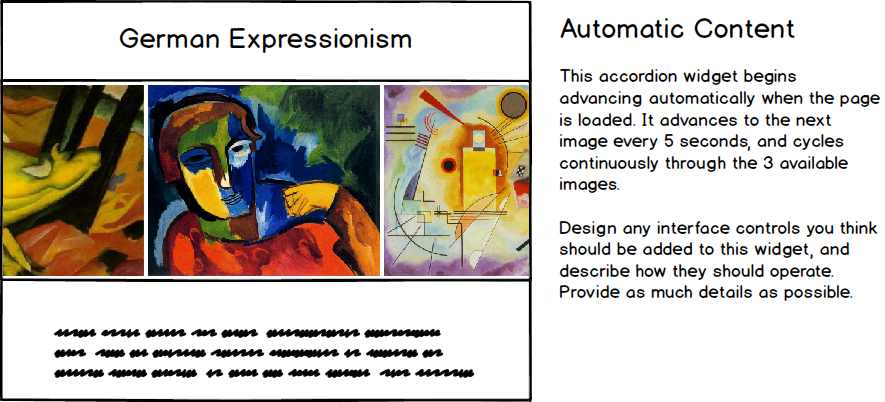 German Expressionism
Automatic Content
This accordion widget begins
advancing automatically when the page
is loaded. It advances to the next
image every 5 seconds, and cycles
continuously through the 3 available
images.
Design any interface controls you think
should be added to this widget, and
describe how they should operate.
Provide as much details as possible.